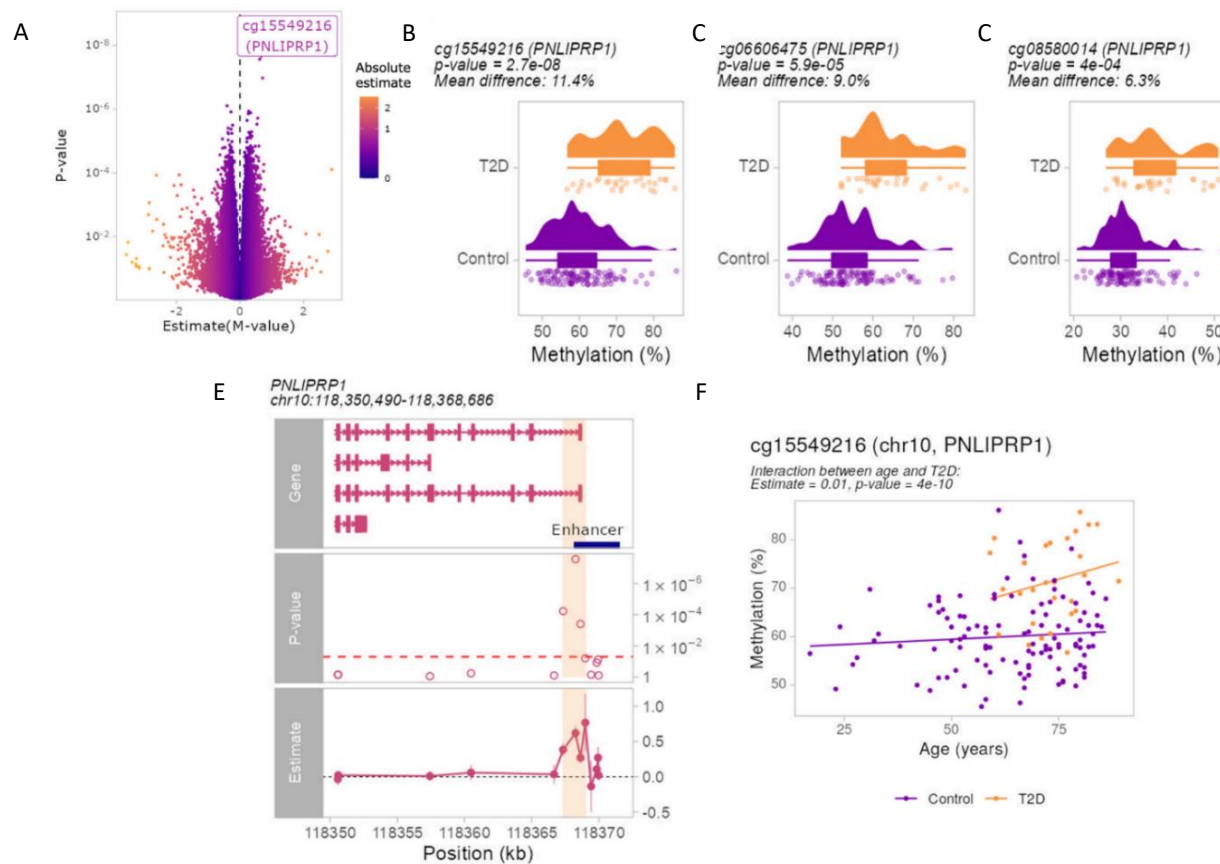 A
cg15549216
(PNLIPRP1)
10-8
10-6
10-4
10-2
P-value
-2
0
2
Estimate(M-value)
Absolute
estimate
2
1
0
B
cg15549216 (PNLIPRP1)
p-value = 2.7e-08
Mean diffrence: 11.4%
T2D
Control
50 60 70 80
Methylation (%)
C
cg06606475 (PNLIPRP1)
p-value = 5.9e-05
Mean diffrence: 9.0%
T2D
Control
40 50 60 70 80
Methylation (%)
C
cg08580014 (PNLIPRP1)
p-value = 4e-04
Mean diffrence: 6.3%
T2D
Control
20 30 40 50
Methylation (%)
E
PNLIPRP1
chr10:118,350,490-118,368,686
Gene
Enhancer
P-value
1 × 10-6
1 × 10-4
1 × 10-2
1
Estimate
1.0
0.5
0.0
-0.5
118350 118355 118360 118365 118370
Position (kb)
F
cg15549216 (chr10, PNLIPRP1)
Interaction between age and T2D:
Estimate = 0.01, p-value = 4e-10
Methylation (%)
80
70
60
50
25 50 75
Age (years)
Control T2D